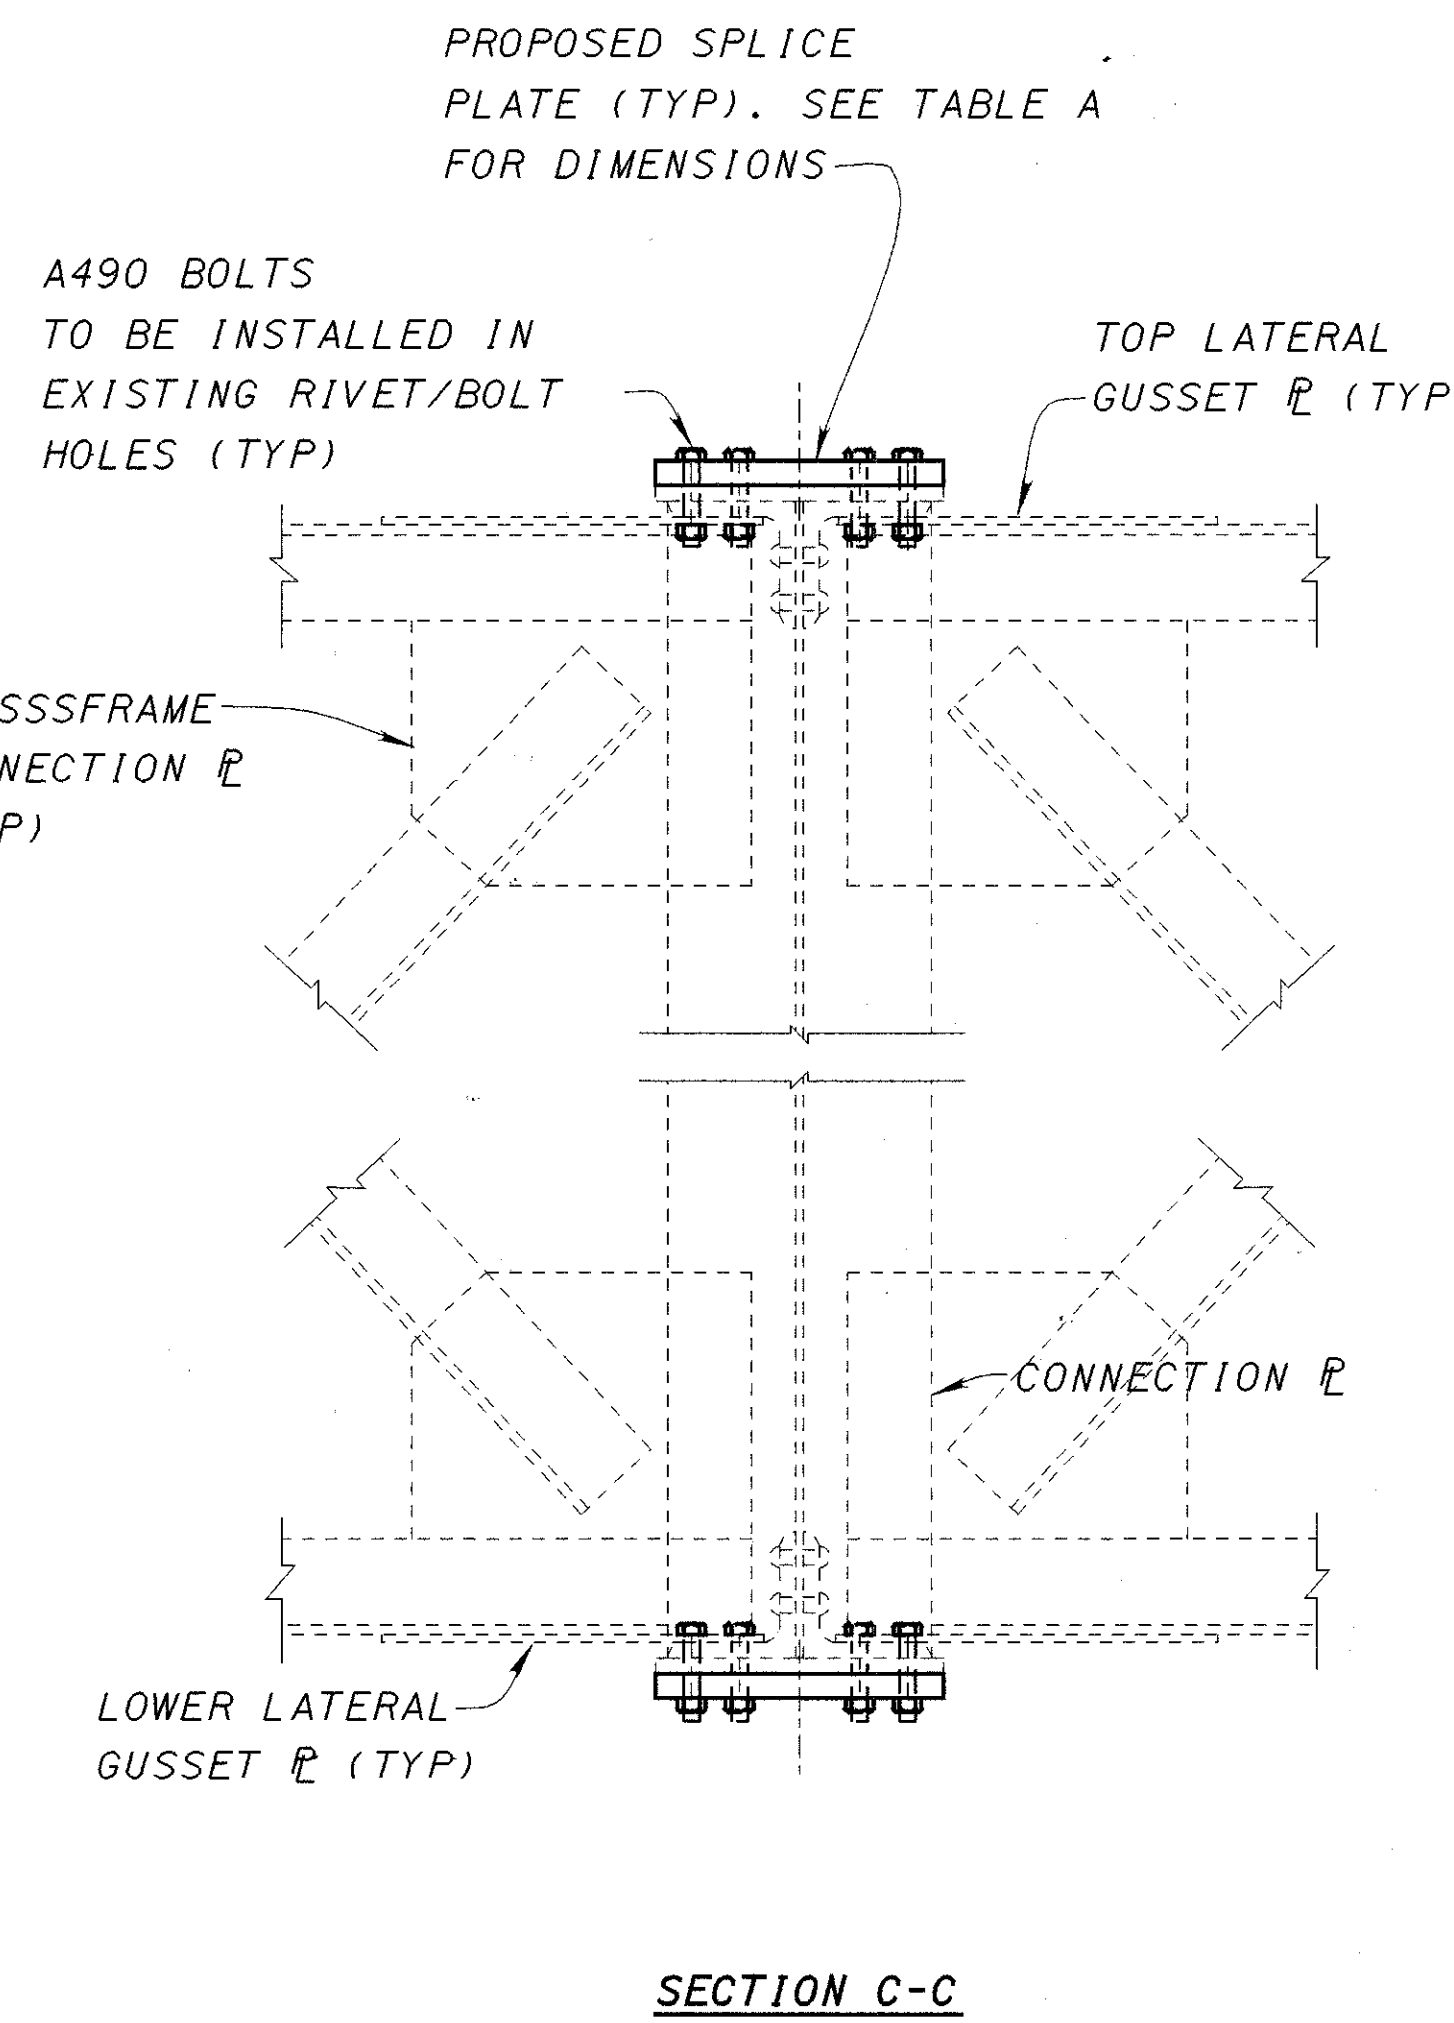 PROPOSED SPLICE
PLATE (TYP). SEE TABLE A
FOR DIMENSIONS
A490 BOLTS
TO BE INSTALLED IN
EXISTING RIVET/BOLT
HOLES (TYP)
TOP LATERAL
GUSSET ⅊ (TYP
SSSFRAME
NECTION ⅊
P)
CONNECTION ⅊
LOWER LATERAL
GUSSET ⅊ (TYP)
SECTION C-C